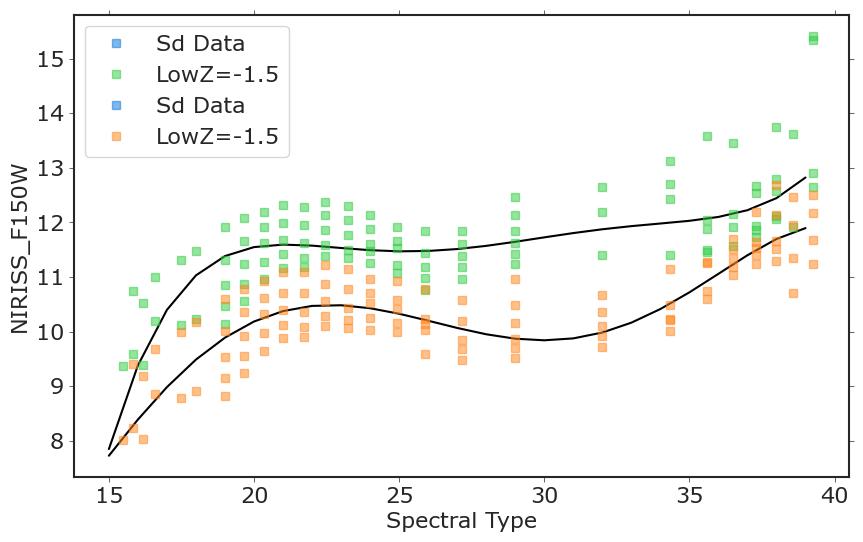 Sd Data
LowZ=-1.5
Sd Data
LowZ=-1.5
15
14
13
12
11
10
9
8
NIRISS_F150W
15 20 25 30 35 40
Spectral Type